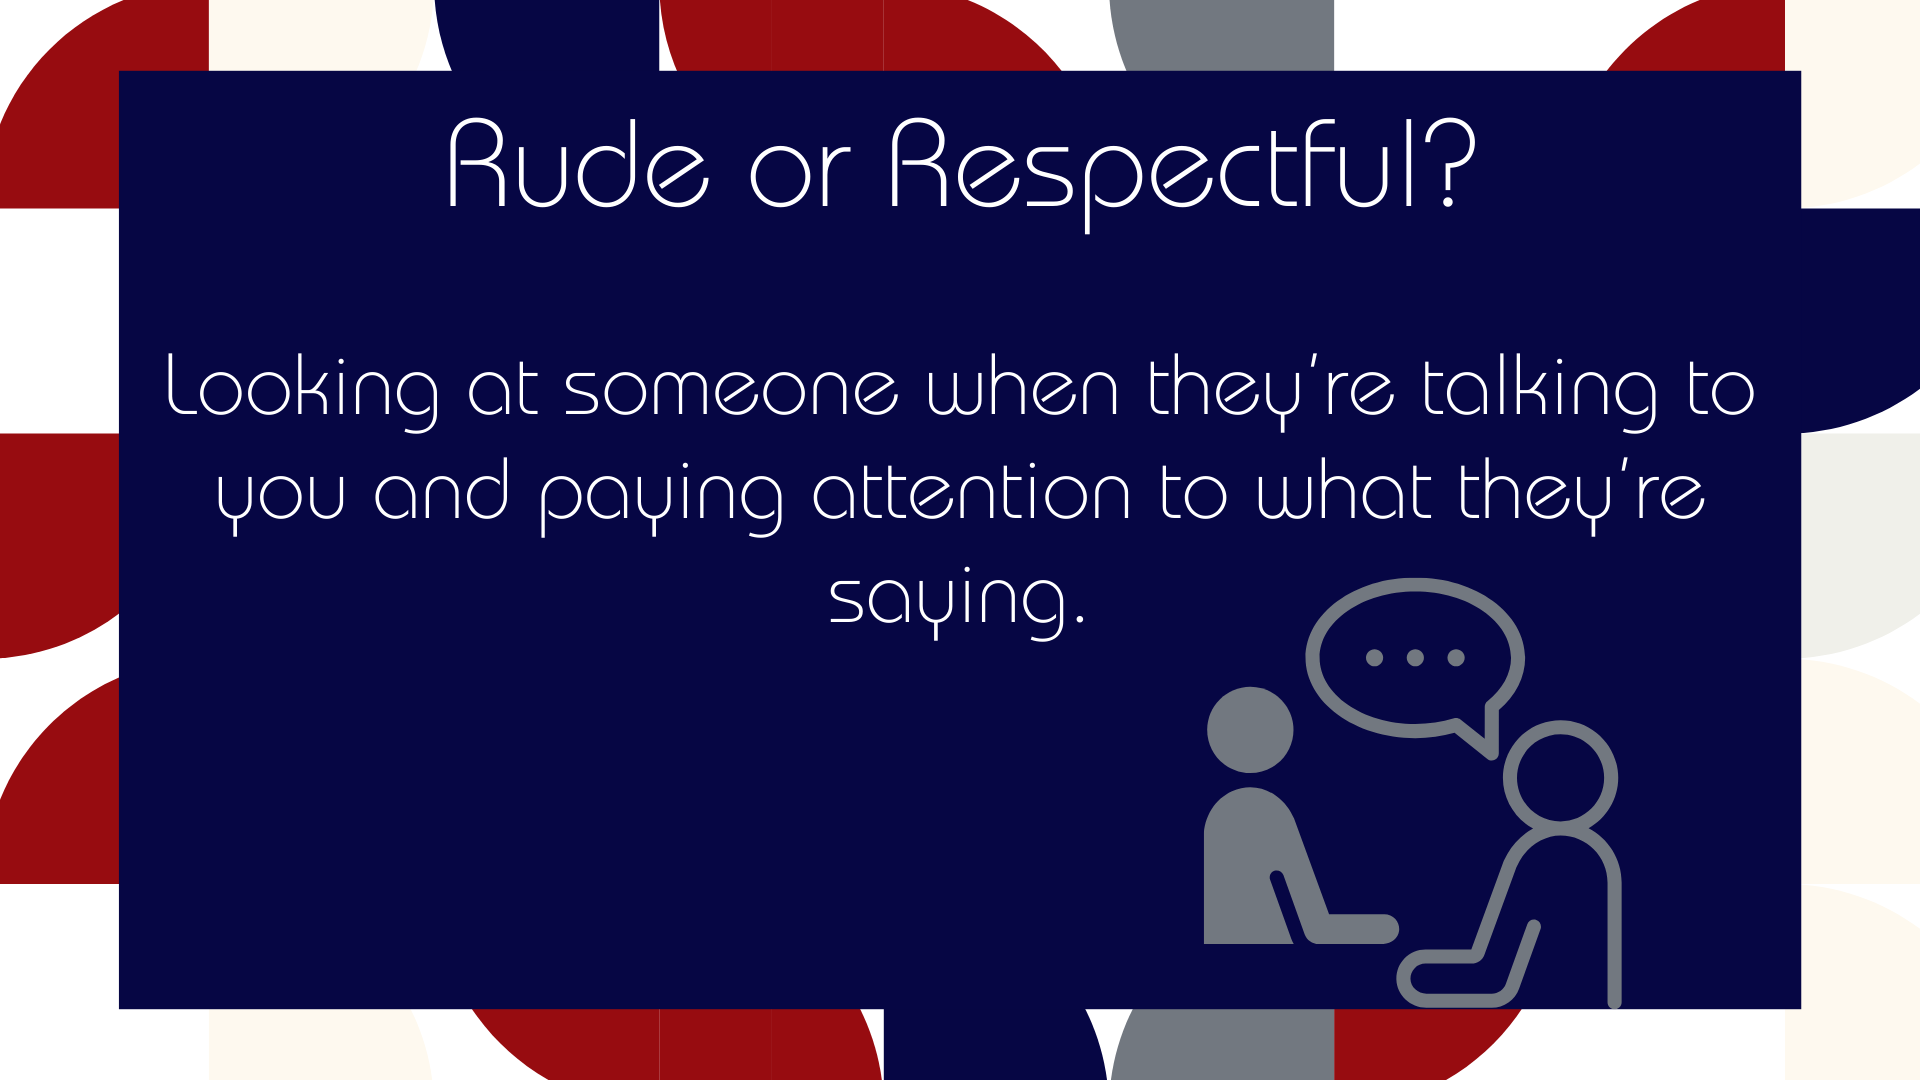 Rude or Respectful?
Looking at someone when they're talking to
you and paying attention to what they're
saying.